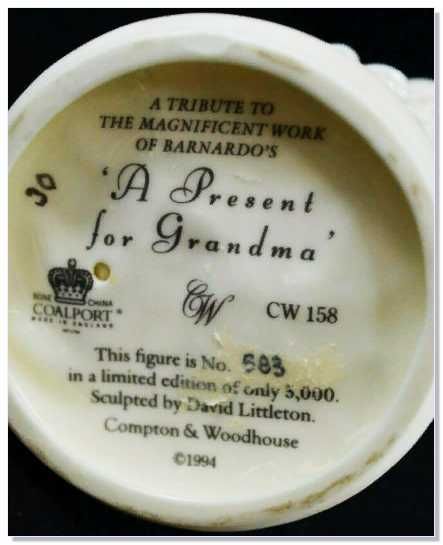 A TRIBUTE TO
THE MAGNIFICENT WORK
OF BARNARDO'S
30
'A Present
for Grandma'
BONE CHINA
COALPORT®
MADE IN ENGLAND
CW
CW 158
This figure is No. 583
in a limited edition of only 5,000.
Sculpted by David Littleton.
Compton & Woodhouse
©1994